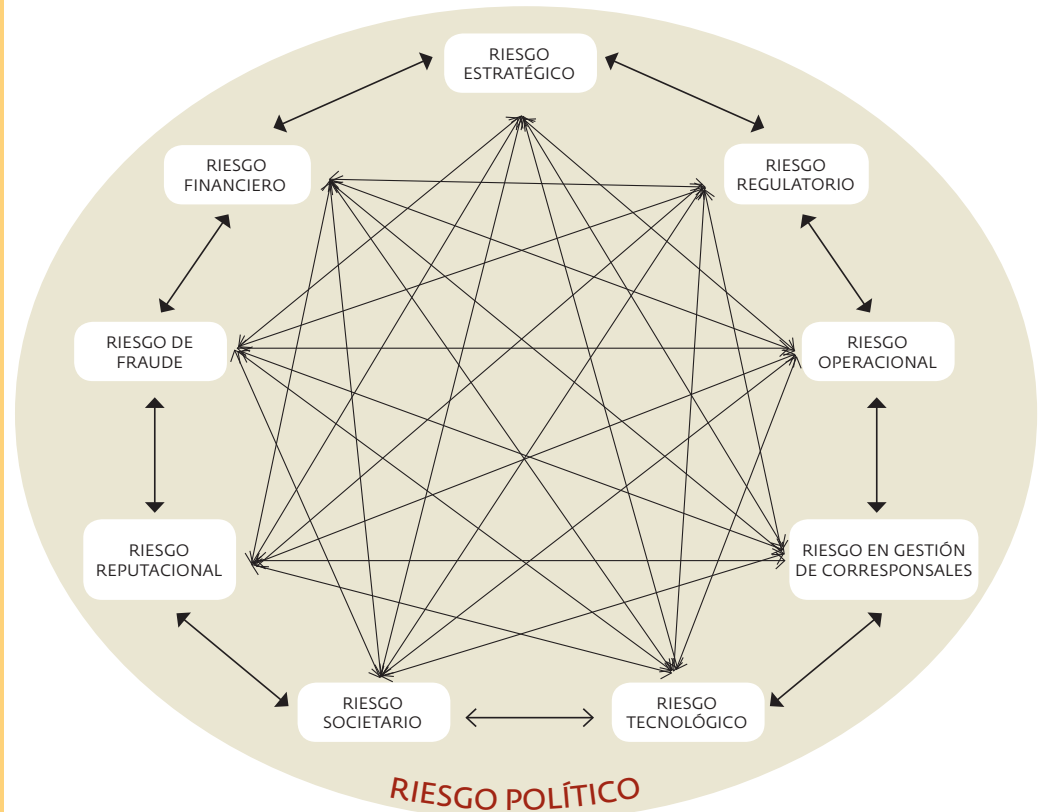 RIESGO
ESTRATÉGICO
RIESGO
FINANCIERO
RIESGO
REGULATORIO
RIESGO DE
FRAUDE
RIESGO
OPERACIONAL
RIESGO
REPUTACIONAL
RIESGO EN GESTIÓN
DE CORRESPONSALES
RIESGO
SOCIETARIO
RIESGO
TECNOLÓGICO
RIESGO POLÍTICO